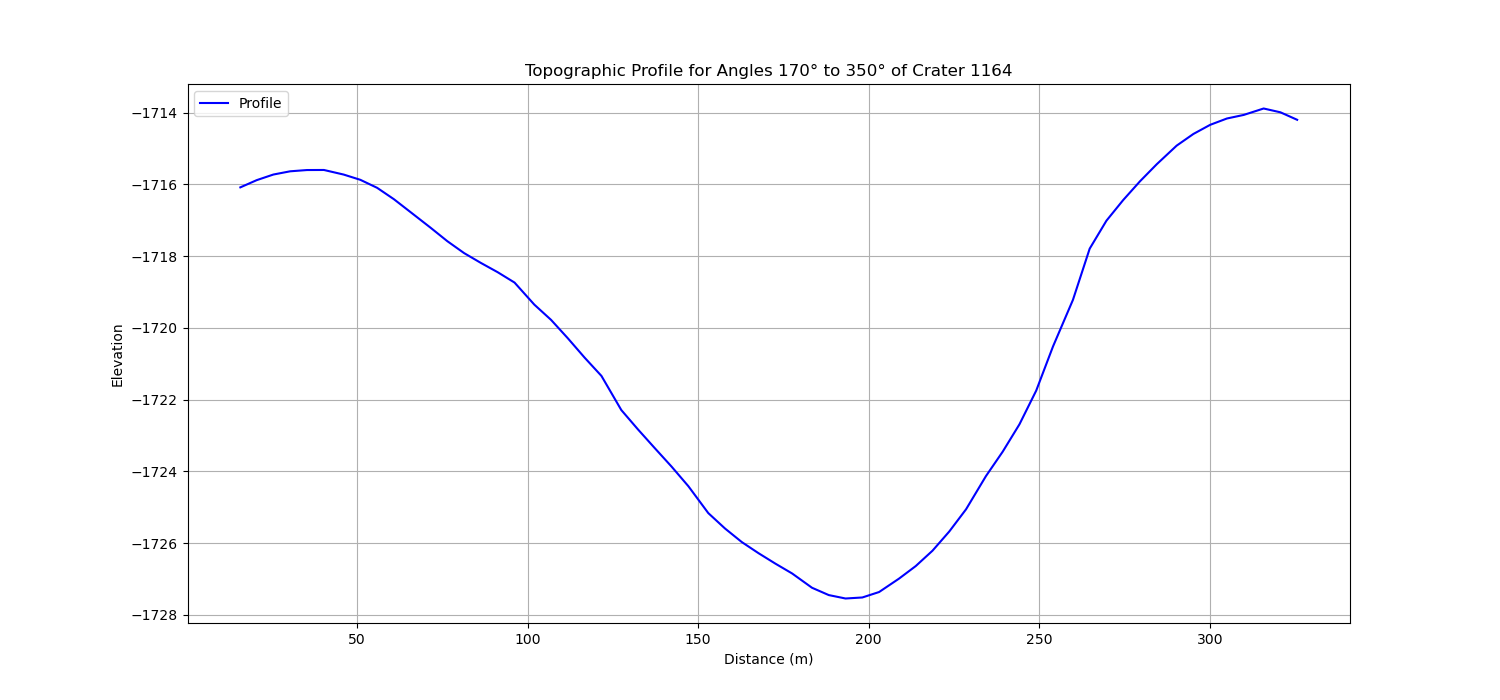 Topographic Profile for Angles 170° to 350° of Crater 1164
Profile
−1714
−1716
−1718
−1720
−1722
−1724
−1726
−1728
Elevation
50 100 150 200 250 300
Distance (m)